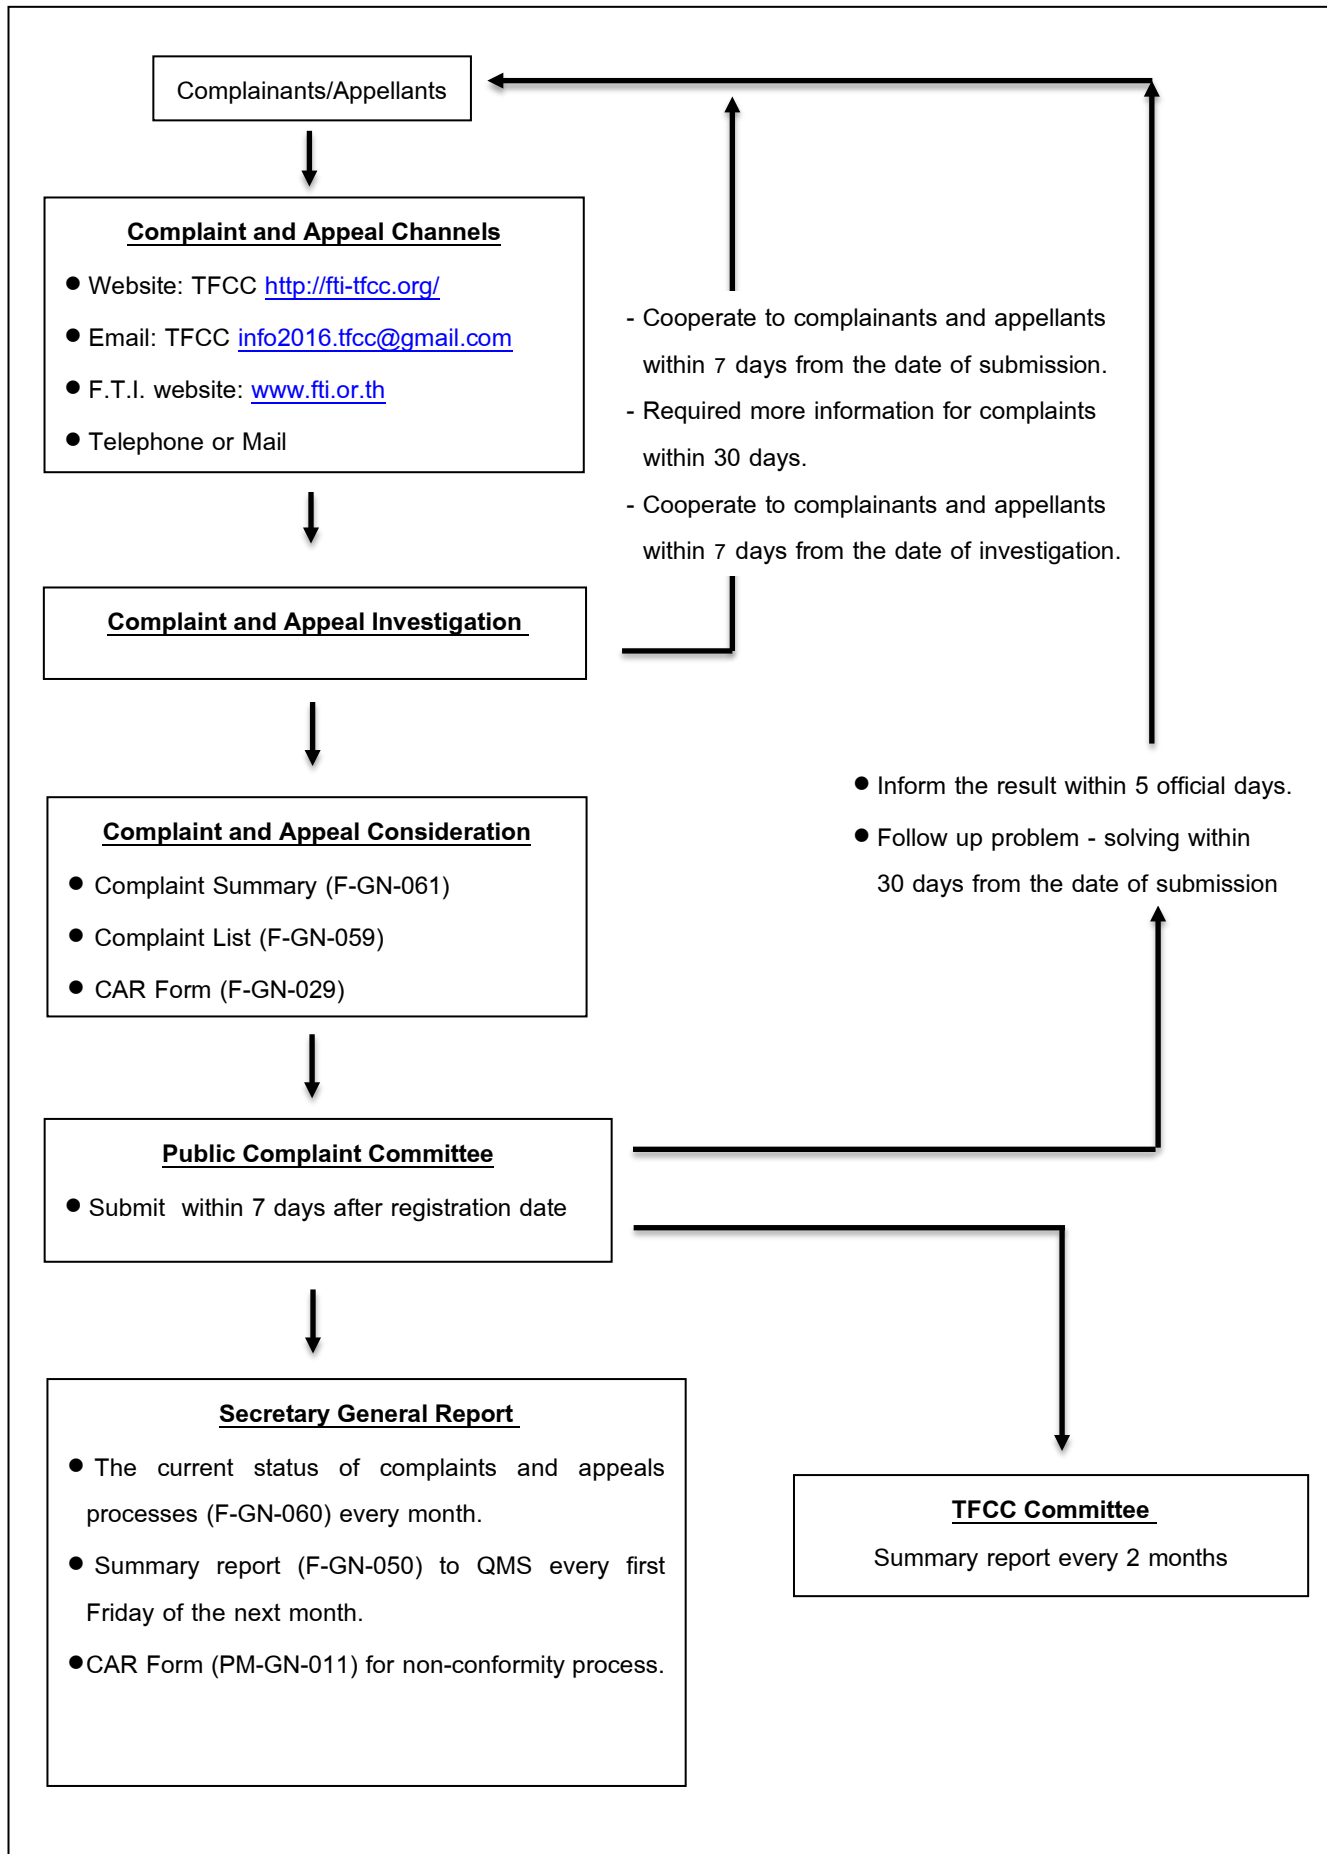 Complainants/Appellants
Complaint and Appeal Channels
● Website: TFCC http://fti-tfcc.org/
● Email: TFCC info2016.tfcc@gmail.com
● F.T.I. website: www.fti.or.th
● Telephone or Mail
- Cooperate to complainants and appellants
within 7 days from the date of submission.
- Required more information for complaints
within 30 days.
- Cooperate to complainants and appellants
within 7 days from the date of investigation.
Complaint and Appeal Investigation
● Inform the result within 5 official days.
● Follow up problem - solving within
30 days from the date of submission
Complaint and Appeal Consideration
● Complaint Summary (F-GN-061)
● Complaint List (F-GN-059)
● CAR Form (F-GN-029)
Public Complaint Committee
● Submit within 7 days after registration date
Secretary General Report
● The current status of complaints and appeals
processes (F-GN-060) every month.
● Summary report (F-GN-050) to QMS every first
Friday of the next month.
● CAR Form (PM-GN-011) for non-conformity process.
TFCC Committee
Summary report every 2 months